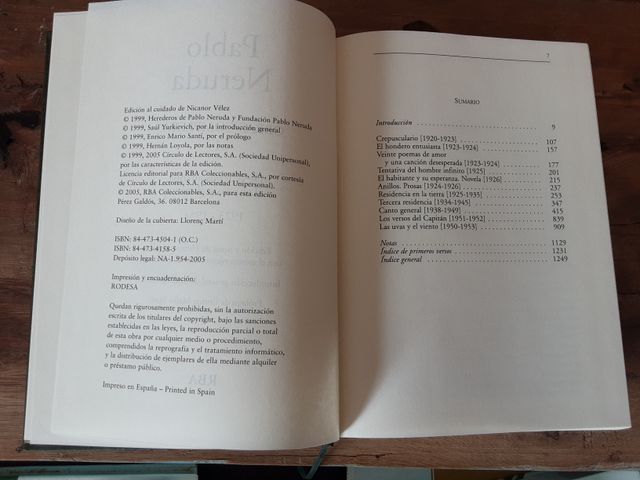 Pablo
Neruda
Edición al cuidado de Nicanor Vélez
© 1999, Herederos de Pablo Neruda y Fundación Pablo Neruda
© 1999, Saúl Yurkievich, por la introducción general
© 1999, Enrico Mario Santí, por el prólogo
© 1999, Hernán Loyola, por las notas
© 1999, 2005 Círculo de Lectores, S.A. (Sociedad Unipersonal),
por las características de la edición.
Licencia editorial para RBA Coleccionables, S.A., por cortesía
de Círculo de Lectores, S.A. (Sociedad Unipersonal).
© 2005, RBA Coleccionables, S.A., para esta edición
Pérez Galdós, 36. 08012 Barcelona
Diseño de la cubierta: Llorenç Martí
ISBN: 84-473-4504-1 (O.C.)
ISBN: 84-473-4158-5
Depósito legal: NA-1.954-2005
Impresión y encuadernación:
RODESA
Quedan rigurosamente prohibidas, sin la autorización
escrita de los titulares del copyright, bajo las sanciones
establecidas en las leyes, la reproducción parcial o total
de esta obra por cualquier medio o procedimiento,
comprendidos la reprografía y el tratamiento informático,
y la distribución de ejemplares de ella mediante alquiler
o préstamo público.
RBA
Impreso en España – Printed in Spain
7
SUMARIO
Introducción 9
Crepusculario [1920-1923] 107
El hondero entusiasta [1923-1924] 157
Veinte poemas de amor
y una canción desesperada [1923-1924] 177
Tentativa del hombre infinito [1925] 201
El habitante y su esperanza. Novela [1926] 215
Anillos. Prosas [1924-1926] 237
Residencia en la tierra [1925-1935] 253
Tercera residencia [1934-1945] 347
Canto general [1938-1949] 415
Los versos del Capitán [1951-1952] 839
Las uvas y el viento [1950-1953] 909
Notas 1129
Índice de primeros versos 1231
Índice general 1249